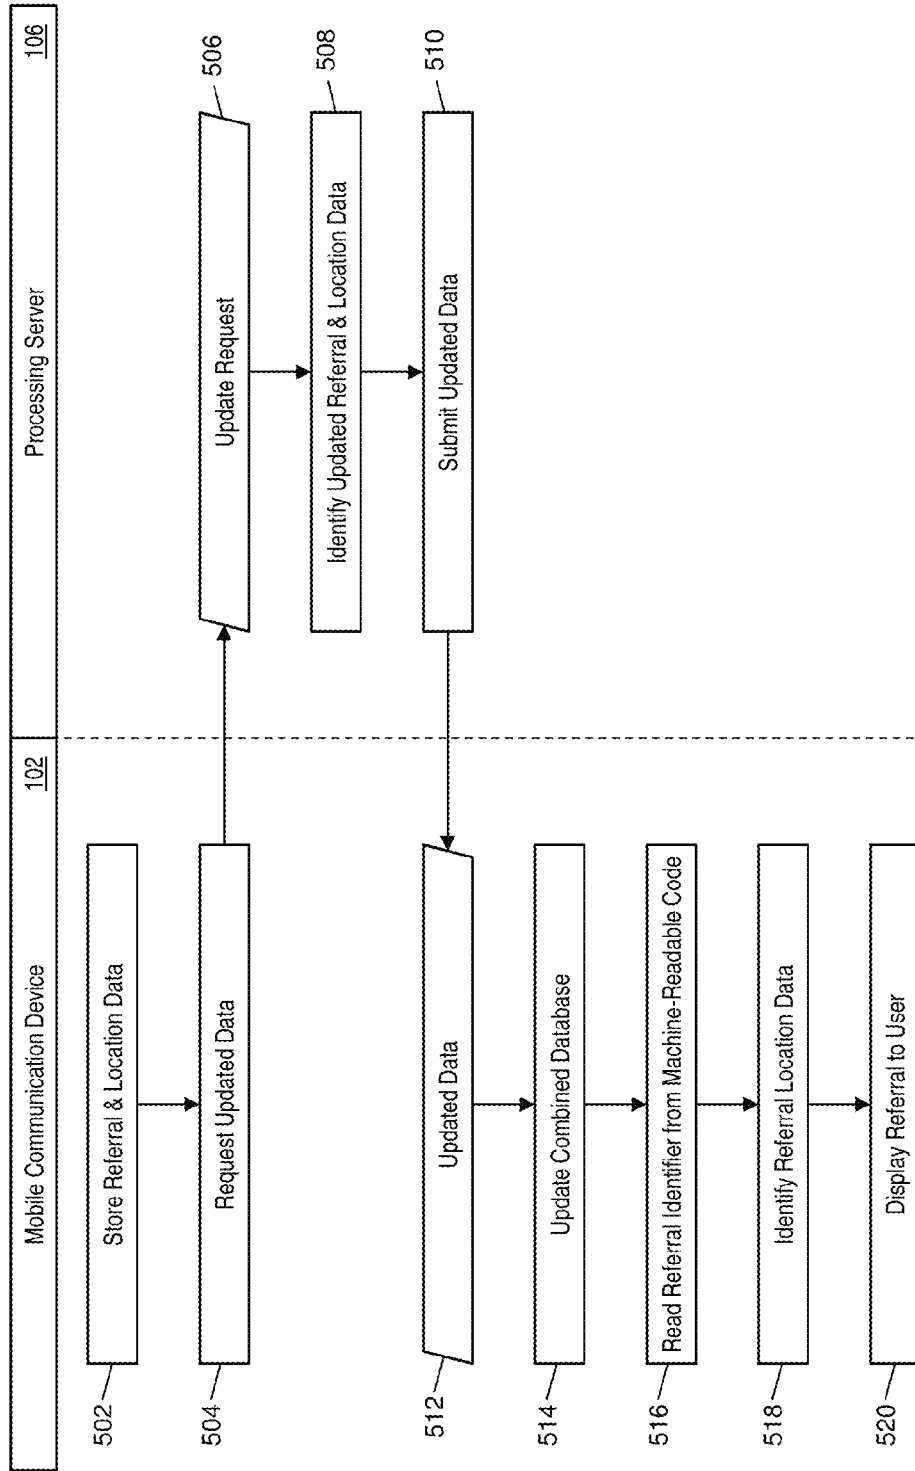 Mobile Communication Device
102
Processing Server
106
502
Store Referral & Location Data
504
Request Updated Data
Update Request
506
Identify Updated Referral & Location Data
508
Submit Updated Data
510
512
Updated Data
514
Update Combined Database
516
Read Referral Identifier from Machine-Readable Code
518
Identify Referral Location Data
520
Display Referral to User